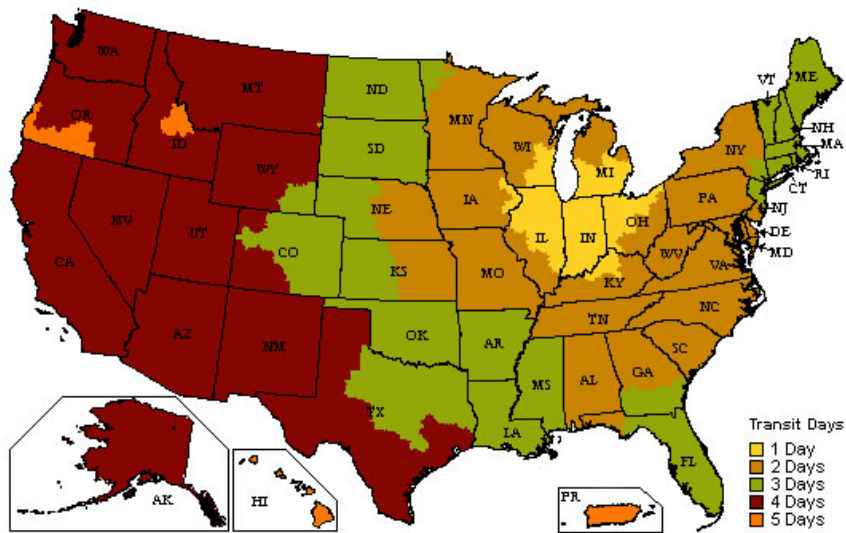 WA
MT
ND
MN
VT
ME
OR
ID
SD
WI
MI
NY
NH
MA
WY
RI
CT
NE
IA
PA
NV
UT
CO
IL
IN
OH
NJ
DE
MD
CA
KS
MO
WV
VA
KY
NC
TN
AZ
NM
OK
AR
SC
MS
AL
GA
TX
LA
FL
AK
HI
PR
Transit Days
1 Day
2 Days
3 Days
4 Days
5 Days